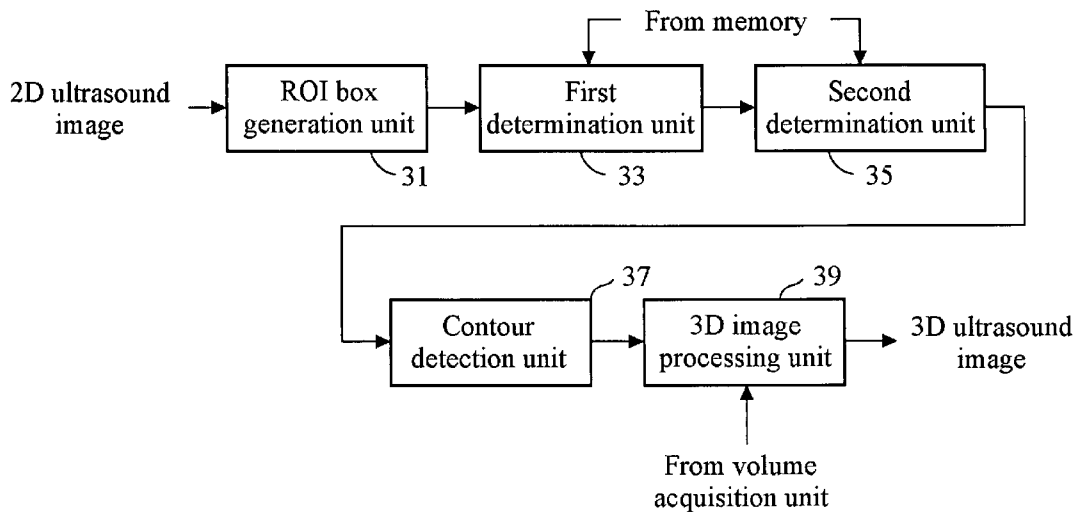 From memory
2D ultrasound
image
ROI box
generation unit
First
determination unit
Second
determination unit
31
33
35
37
39
Contour
detection unit
3D image
processing unit
3D ultrasound
image
From volume
acquisition unit